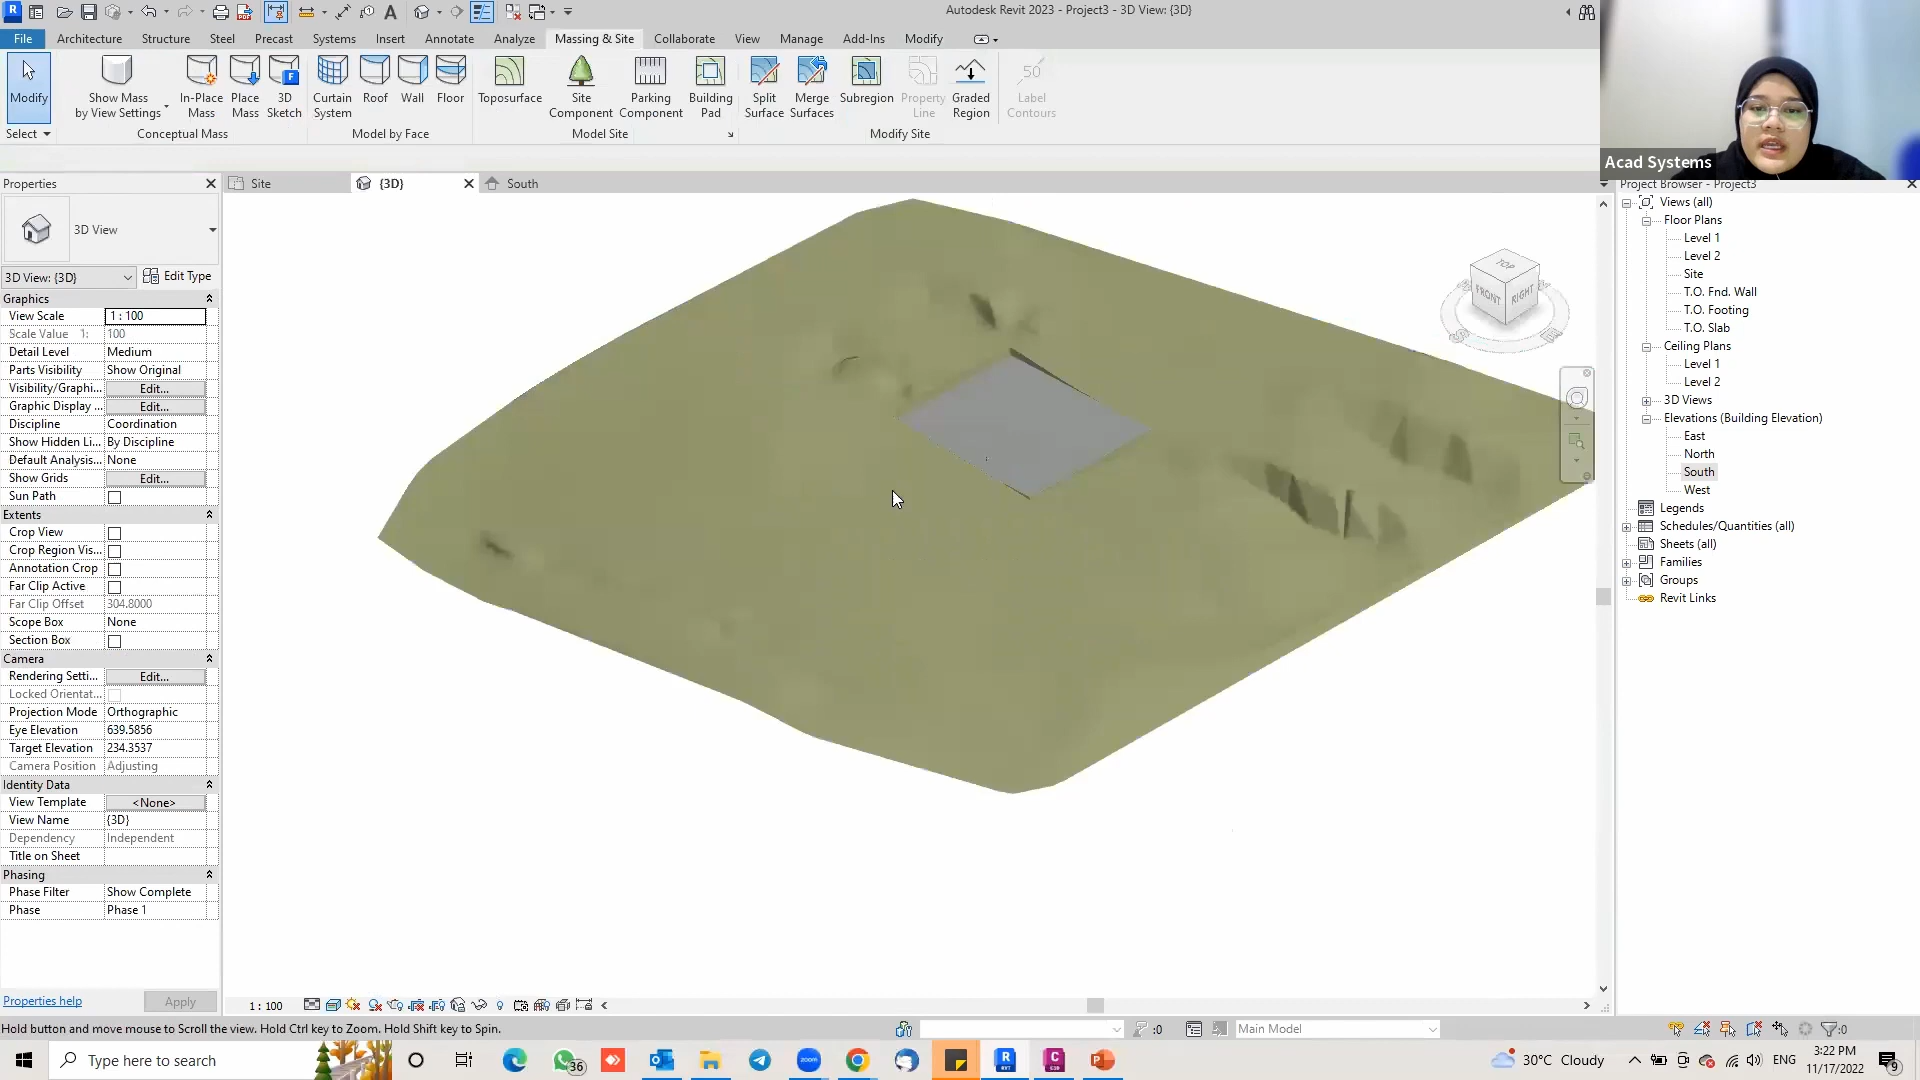 Autodesk Revit 2023 - Project3 - 3D View: {3D}
File Architecture Structure Steel Precast Systems Insert Annotate Analyze Massing & Site Collaborate View Manage Add-Ins Modify
Modify
Show Mass
by View Settings
In-Place
Mass
Place
Mass
3D
Sketch
Curtain
System
Roof
Wall
Floor
Toposurface
Site
Component
Parking
Component
Building
Pad
Split
Surface
Merge
Surfaces
Subregion
Property
Line
Graded
Region
50
Label
Contours
Select
Conceptual Mass
Model by Face
Model Site
Modify Site
Acad Systems
Properties
Site
{3D}
South
Project Browser - Project3
3D View
3D View: {3D}
Edit Type
Graphics
View Scale 1 : 100
Scale Value 1: 100
Detail Level Medium
Parts Visibility Show Original
Visibility/Graphi... Edit...
Graphic Display ... Edit...
Discipline Coordination
Show Hidden Li... By Discipline
Default Analysis... None
Show Grids Edit...
Sun Path
Extents
Crop View
Crop Region Vis...
Annotation Crop
Far Clip Active
Far Clip Offset 304.8000
Scope Box None
Section Box
Camera
Rendering Setti... Edit...
Locked Orientat...
Projection Mode Orthographic
Eye Elevation 639.5856
Target Elevation 234.3537
Camera Position Adjusting
Identity Data
View Template <None>
View Name {3D}
Dependency Independent
Title on Sheet
Phasing
Phase Filter Show Complete
Phase Phase 1
Properties help
Apply
TOP
FRONT
RIGHT
S
E
Views (all)
Floor Plans
Level 1
Level 2
Site
T.O. Fnd. Wall
T.O. Footing
T.O. Slab
Ceiling Plans
Level 1
Level 2
3D Views
Elevations (Building Elevation)
East
North
South
West
Legends
Schedules/Quantities (all)
Sheets (all)
Families
Groups
Revit Links
1 : 100
Hold button and move mouse to Scroll the view. Hold Ctrl key to Zoom. Hold Shift key to Spin.
:0
Main Model
:0
Type here to search
36
zoom
30°C Cloudy
ENG
3:22 PM
11/17/2022
9